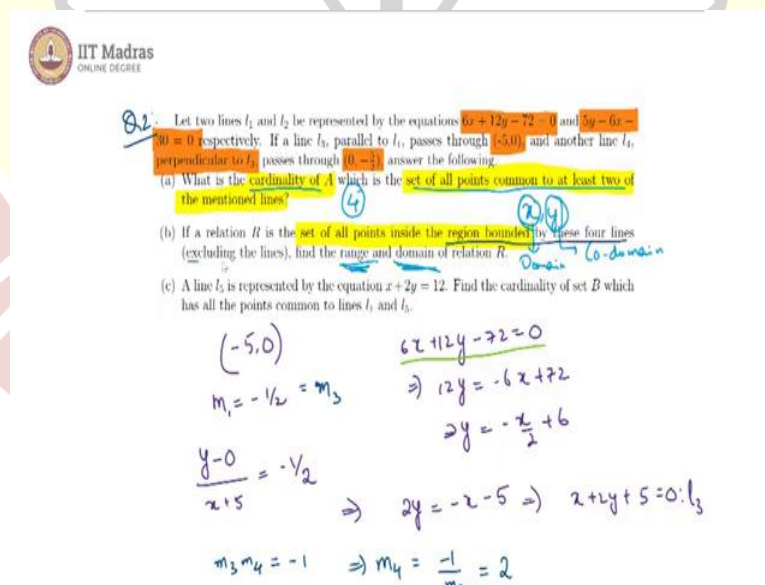 IIT Madras
ONLINE DEGREE
Q2: Let two lines l₁ and l₂ be represented by the equations 6x + 12y − 72 = 0 and 5y − 6x −
30 = 0 respectively. If a line l₃, parallel to l₁, passes through (-5,0), and another line l₄,
perpendicular to l₃, passes through (0, − ), answer the following.
(a) What is the cardinality of A which is the set of all points common to at least two of
the mentioned lines?
4
x, y
(b) If a relation R is the set of all points inside the region bounded by these four lines
(excluding the lines), find the range and domain of relation R.
Domain Co-domain
(c) A line l₅ is represented by the equation x + 2y = 12. Find the cardinality of set B which
has all the points common to lines l₁ and l₅.
(-5,0) 6x+12y-72=0
m₁ = -1/2 = m₃ ⇒ 12y = -6x+72
⇒ y = -x/2 + 6
y-0/x+5 = -1/2 ⇒ 2y = -x-5 ⇒ x+2y+5=0: l₃
m₃m₄ = -1 ⇒ m₄ = -1/m = 2